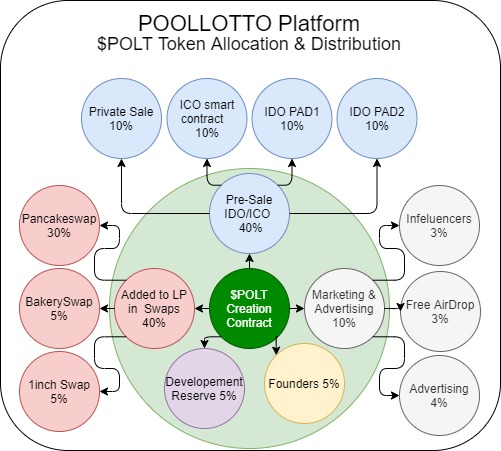 POOLLOTTO Platform
$POLT Token Allocation & Distribution
Private Sale
10%
ICO smart
contract
10%
IDO PAD1
10%
IDO PAD2
10%
Pre-Sale
IDO/ICO
40%
Pancakeswap
30%
BakerySwap
5%
1inch Swap
5%
Added to LP
in Swaps
40%
$POLT
Creation
Contract
Marketing &
Advertising
10%
Infeluencers
3%
Free AirDrop
3%
Advertising
4%
Developement
Reserve 5%
Founders 5%